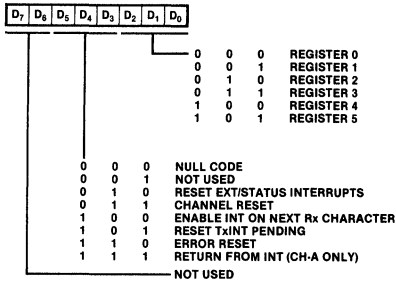 D7 D6 D5 D4 D3 D2 D1 D0
0 0 0 REGISTER 0
0 0 1 REGISTER 1
0 1 0 REGISTER 2
0 1 1 REGISTER 3
1 0 0 REGISTER 4
1 0 1 REGISTER 5
0 0 0 NULL CODE
0 0 1 NOT USED
0 1 0 RESET EXT/STATUS INTERRUPTS
0 1 1 CHANNEL RESET
1 0 0 ENABLE INT ON NEXT Rx CHARACTER
1 0 1 RESET TxINT PENDING
1 1 0 ERROR RESET
1 1 1 RETURN FROM INT (CH-A ONLY)
NOT USED